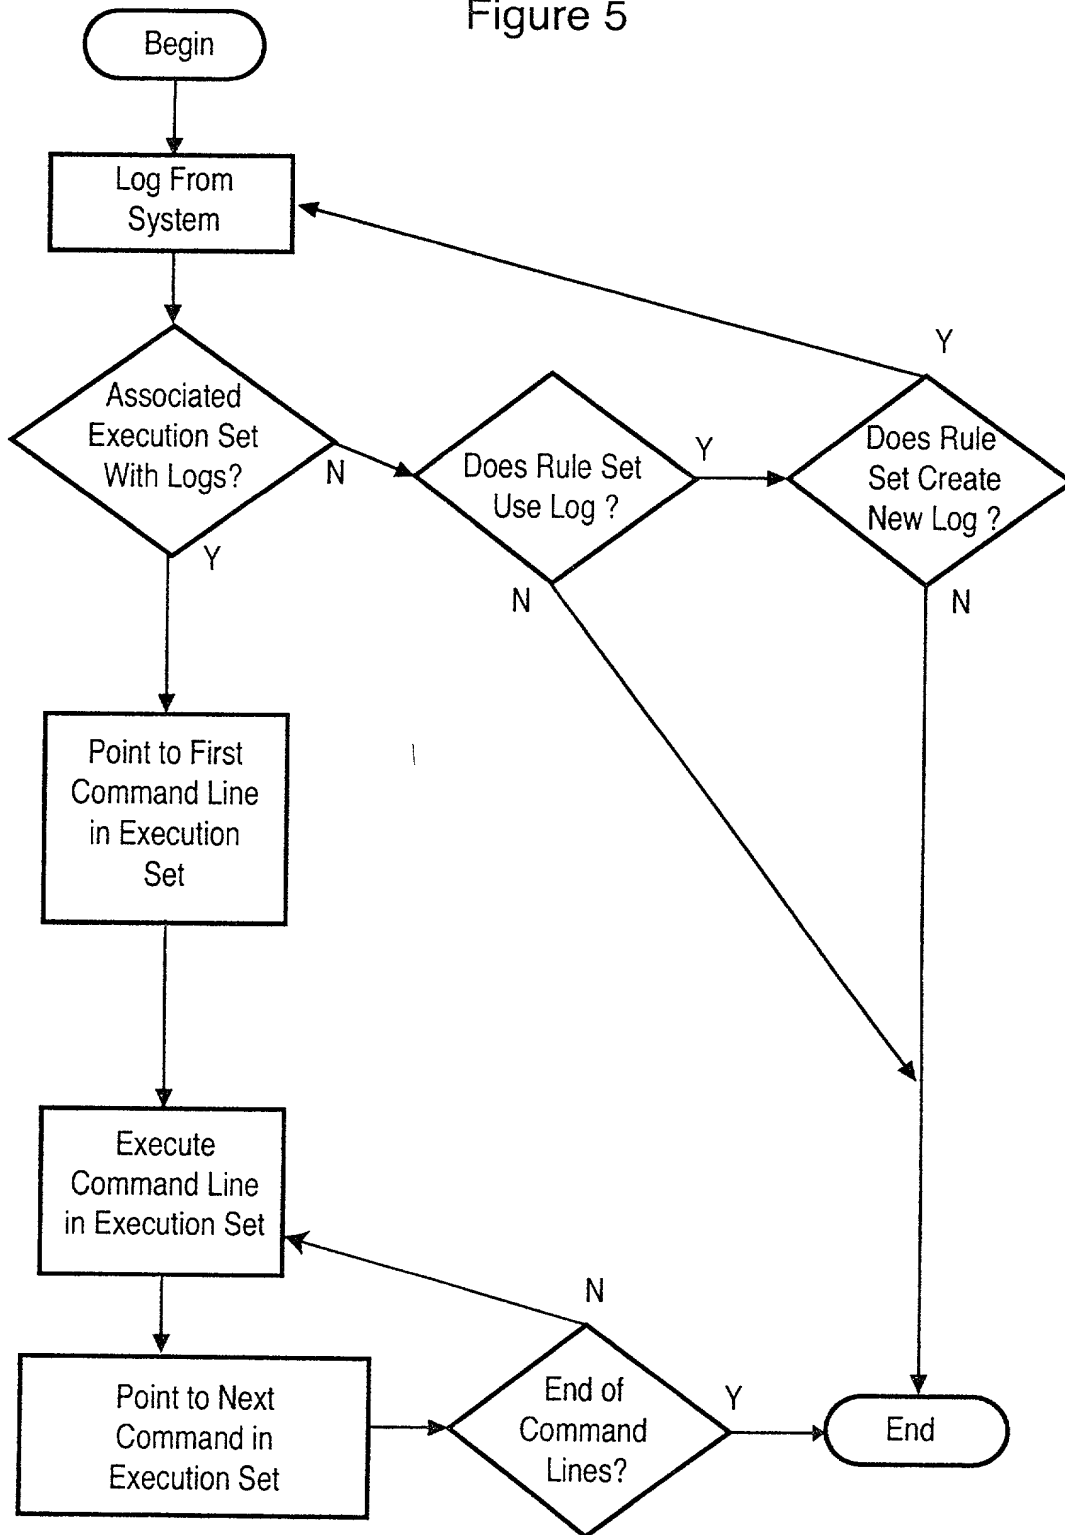 Figure 5
Begin
Log From
System
Y
Associated
Execution Set
With Logs?
N
Does Rule Set
Use Log ?
Y
Does Rule
Set Create
New Log ?
Y
N
N
Point to First
Command Line
in Execution
Set
Execute
Command Line
in Execution Set
N
Point to Next
Command in
Execution Set
End of
Command
Lines?
Y
End